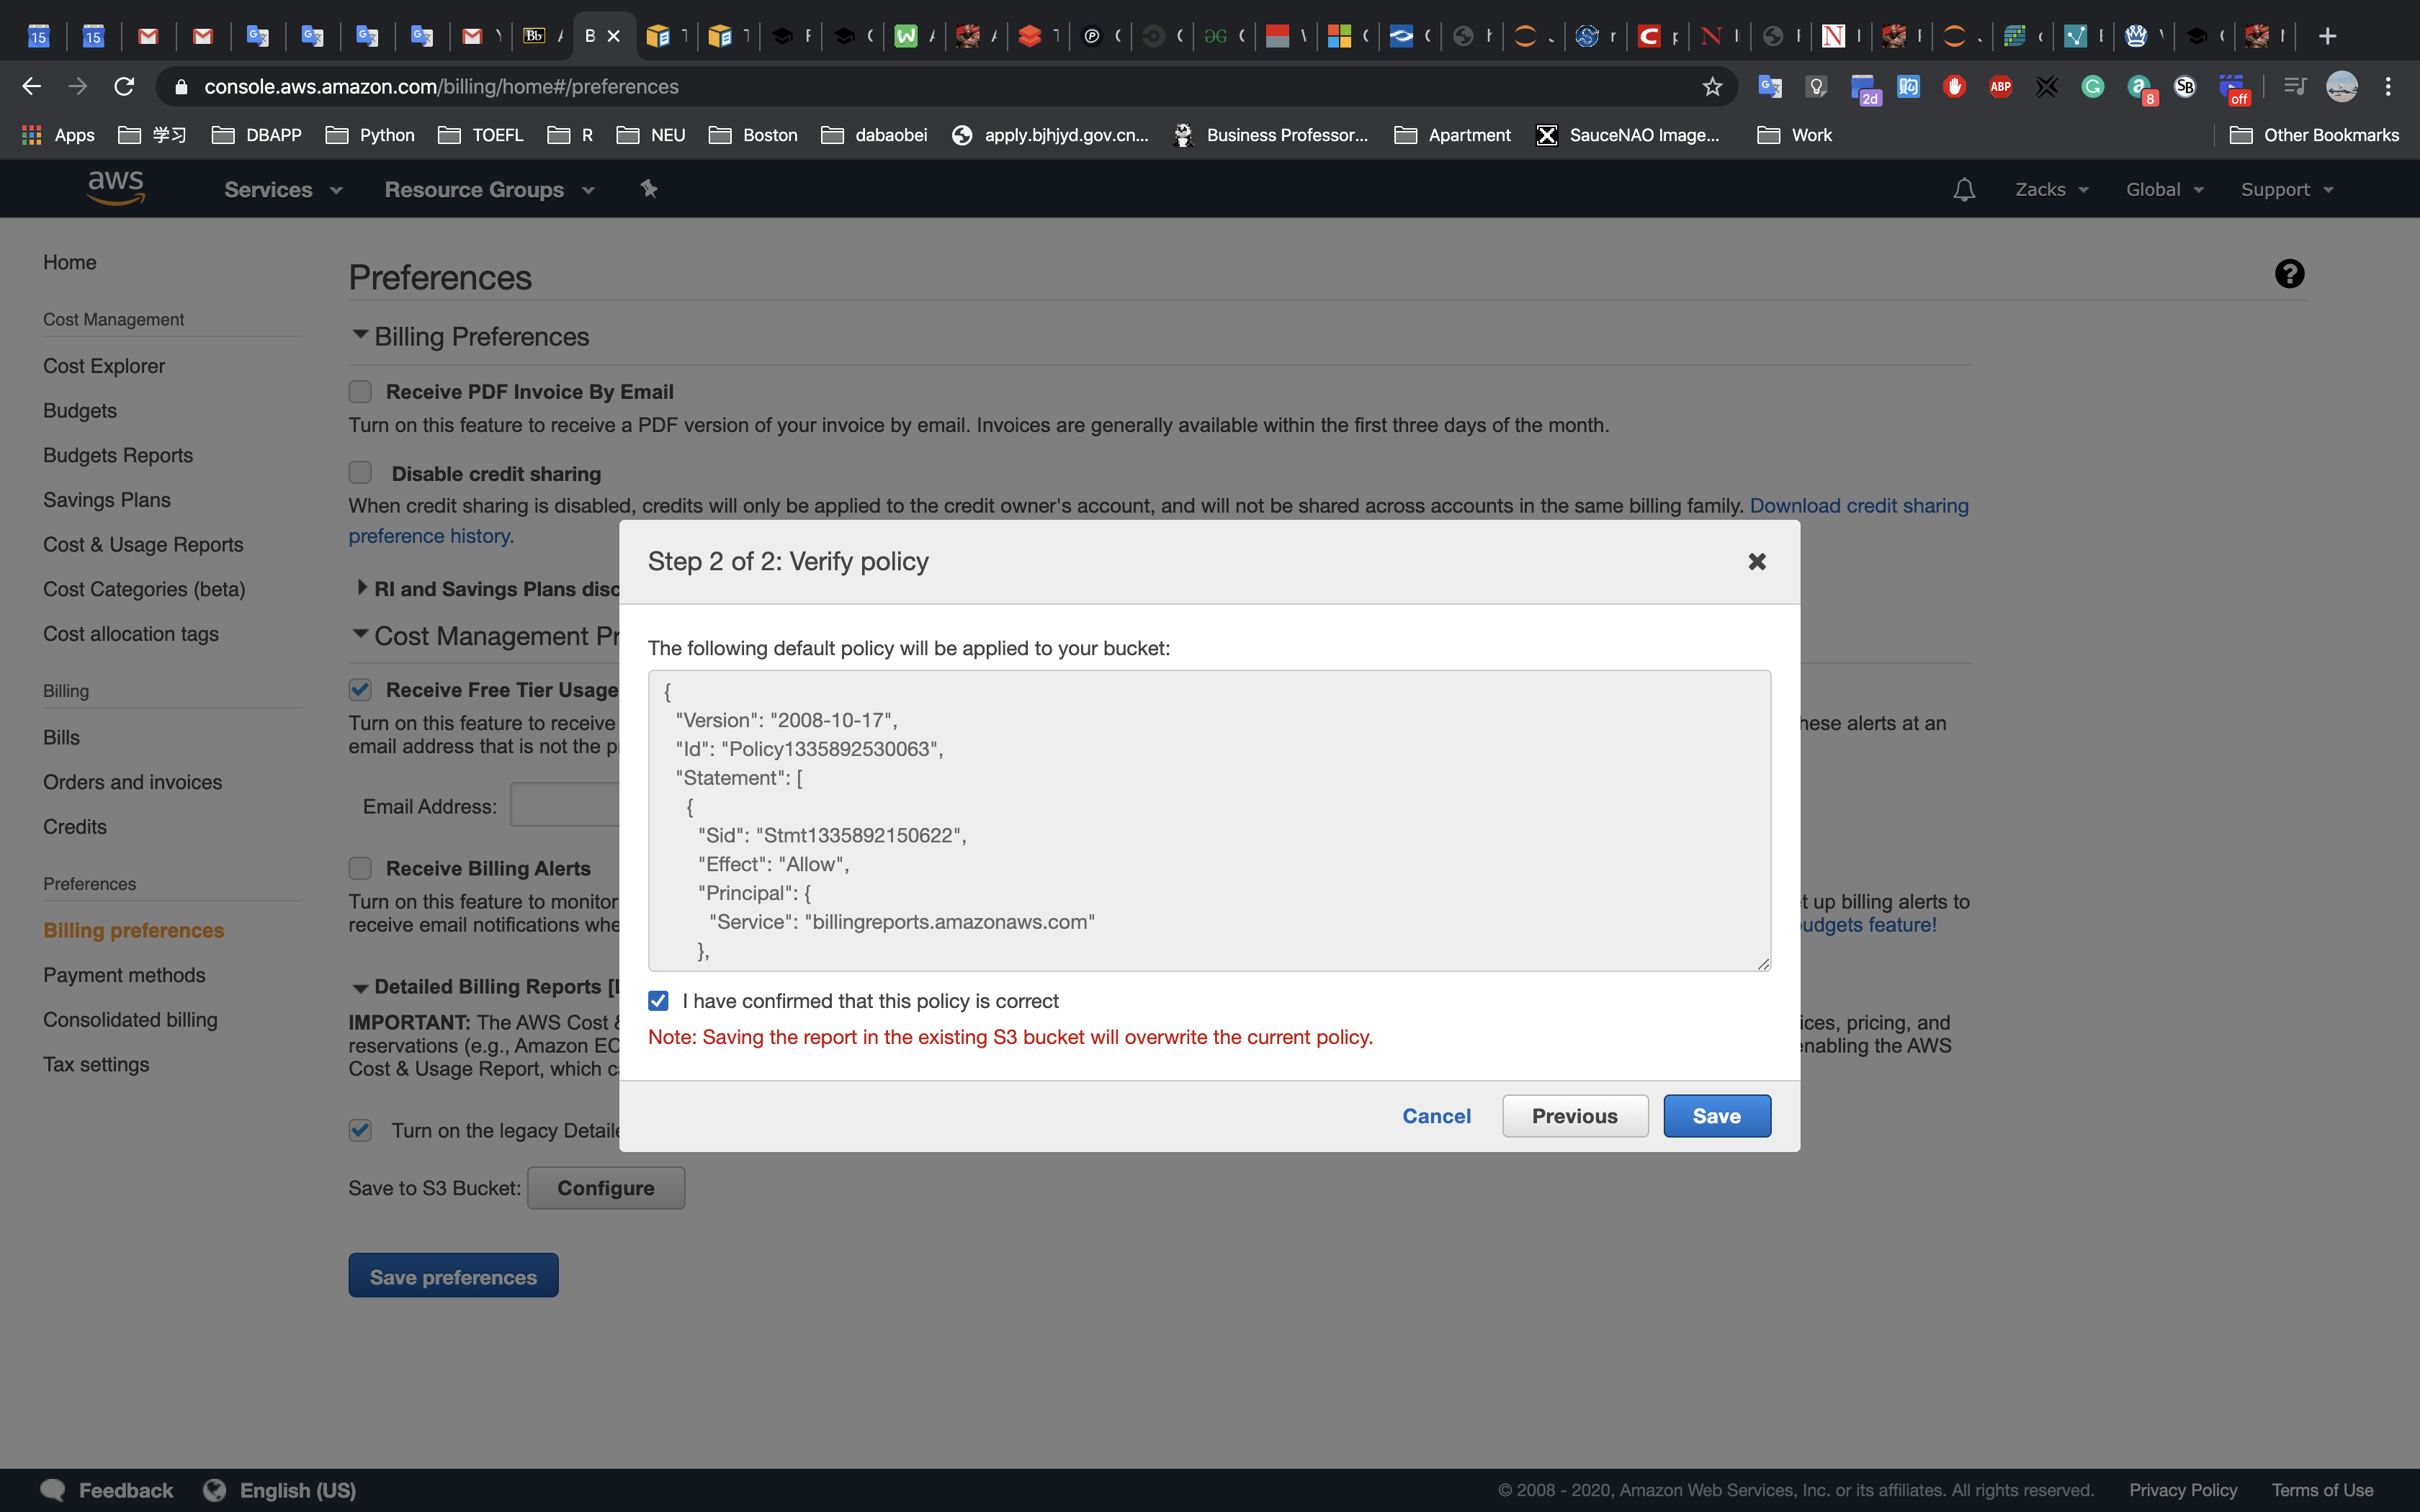 15
15
Bb
B
console.aws.amazon.com/billing/home#/preferences
2d
ABP
8
SB
off
Apps
学习
DBAPP
Python
TOEFL
R
NEU
Boston
dabaobei
apply.bjhjyd.gov.cn...
Business Professor...
Apartment
SauceNAO Image...
Work
Other Bookmarks
aws
Services
Resource Groups
Zacks
Global
Support
Home
Cost Management
Cost Explorer
Budgets
Budgets Reports
Savings Plans
Cost & Usage Reports
Cost Categories (beta)
Cost allocation tags
Billing
Bills
Orders and invoices
Credits
Preferences
Billing preferences
Payment methods
Consolidated billing
Tax settings
Preferences
Billing Preferences
Receive PDF Invoice By Email
Turn on this feature to receive a PDF version of your invoice by email. Invoices are generally available within the first three days of the month.
Disable credit sharing
When credit sharing is disabled, credits will only be applied to the credit owner's account, and will not be shared across accounts in the same billing family. Download credit sharing
preference history.
RI and Savings Plans disc
Cost Management Pr
Receive Free Tier Usage
Turn on this feature to receive hese alerts at an
email address that is not the p
Email Address:
Receive Billing Alerts
Turn on this feature to monitor t up billing alerts to
receive email notifications whe udgets feature!
Detailed Billing Reports [L
IMPORTANT: The AWS Cost & ices, pricing, and
reservations (e.g., Amazon EC enabling the AWS
Cost & Usage Report, which c
Turn on the legacy Detaile
Save to S3 Bucket: Configure
Save preferences
Step 2 of 2: Verify policy
The following default policy will be applied to your bucket:
{
"Version": "2008-10-17",
"Id": "Policy1335892530063",
"Statement": [
{
"Sid": "Stmt1335892150622",
"Effect": "Allow",
"Principal": {
"Service": "billingreports.amazonaws.com"
},
I have confirmed that this policy is correct
Note: Saving the report in the existing S3 bucket will overwrite the current policy.
Cancel
Previous
Save
Feedback
English (US)
© 2008 - 2020, Amazon Web Services, Inc. or its affiliates. All rights reserved.
Privacy Policy
Terms of Use